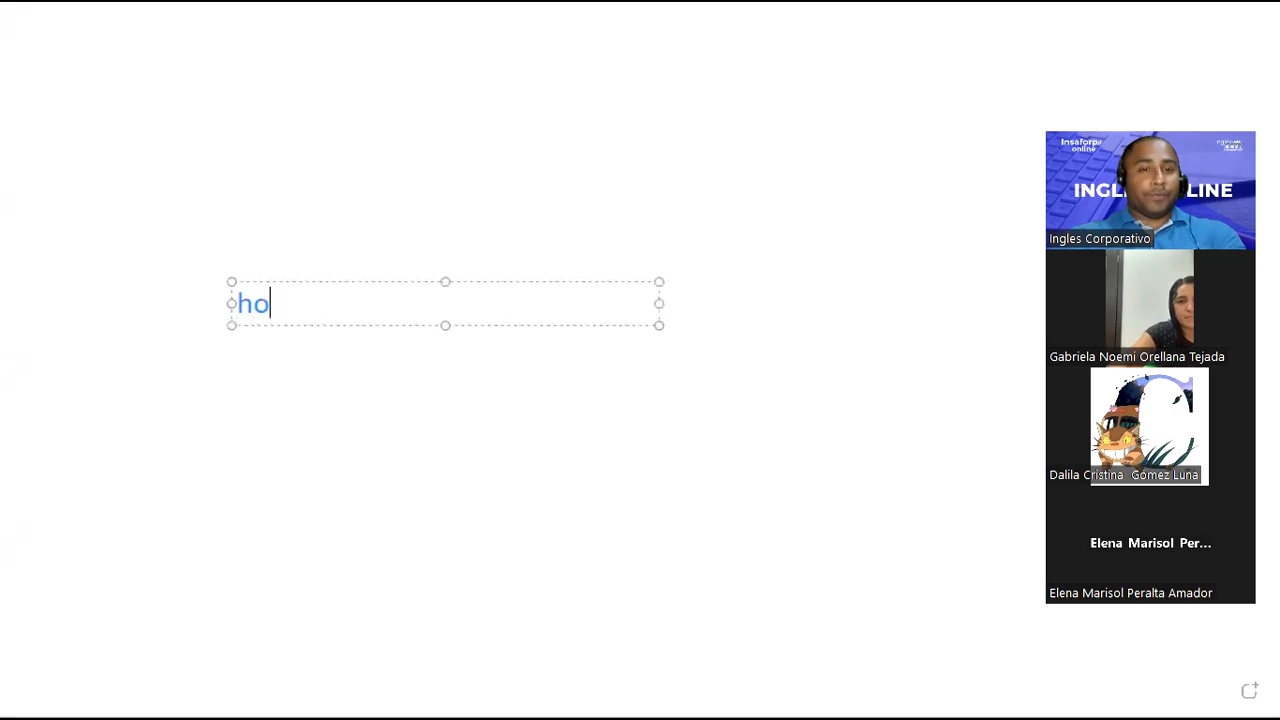 Insaforp
online
INGL LINE
Ingles Corporativo
ho
Gabriela Noemi Orellana Tejada
Dalila Cristina Gómez Luna
Elena Marisol Per...
Elena Marisol Peralta Amador